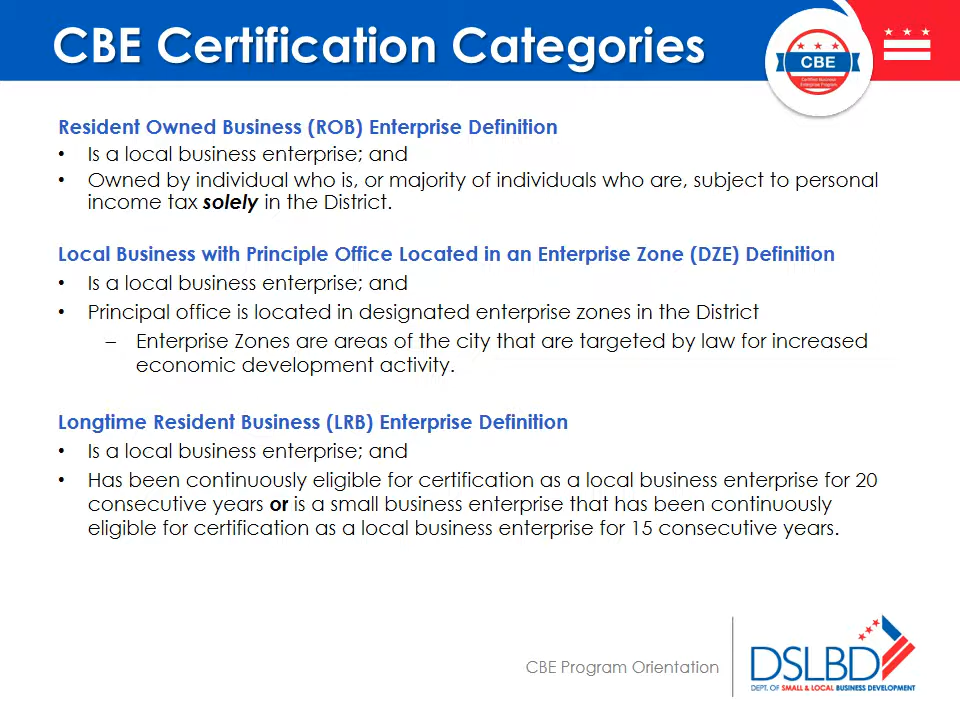 CBE Certification Categories
CBE
Certified Business
Enterprise Program
Resident Owned Business (ROB) Enterprise Definition
• Is a local business enterprise; and
• Owned by individual who is, or majority of individuals who are, subject to personal
income tax solely in the District.
Local Business with Principle Office Located in an Enterprise Zone (DZE) Definition
• Is a local business enterprise; and
• Principal office is located in designated enterprise zones in the District
– Enterprise Zones are areas of the city that are targeted by law for increased
economic development activity.
Longtime Resident Business (LRB) Enterprise Definition
• Is a local business enterprise; and
• Has been continuously eligible for certification as a local business enterprise for 20
consecutive years or is a small business enterprise that has been continuously
eligible for certification as a local business enterprise for 15 consecutive years.
CBE Program Orientation
DSLBD
DEPT. OF SMALL & LOCAL BUSINESS DEVELOPMENT